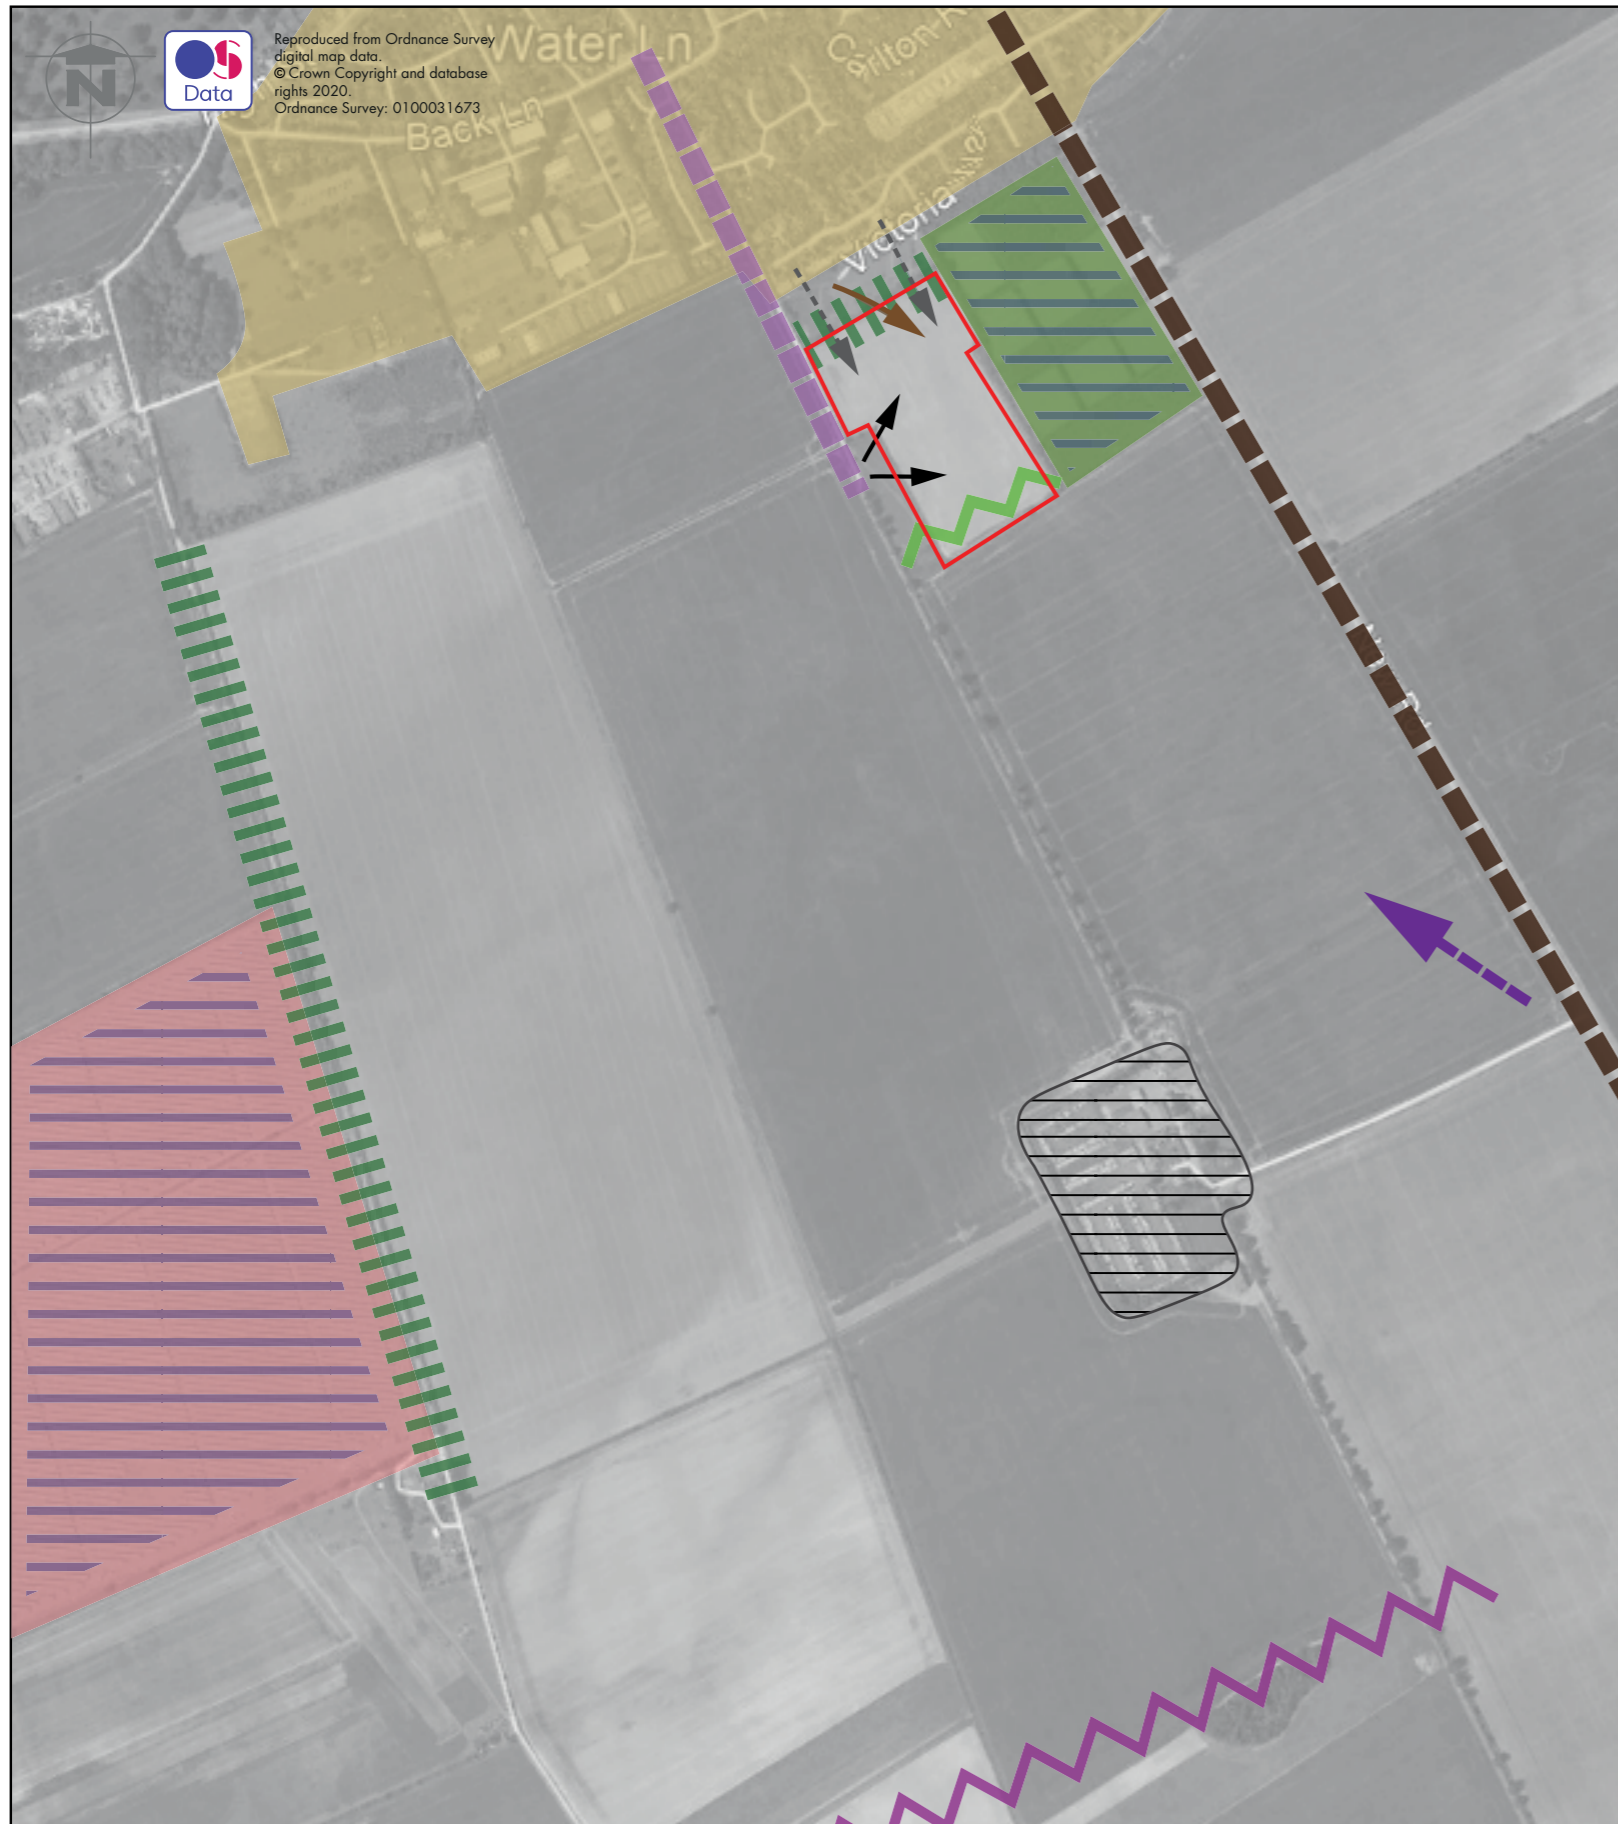 N
OS
Data
Reproduced from Ordnance Survey
digital map data.
© Crown Copyright and database
rights 2020.
Ordnance Survey: 0100031673
Water Ln
Back Ln
Victoria